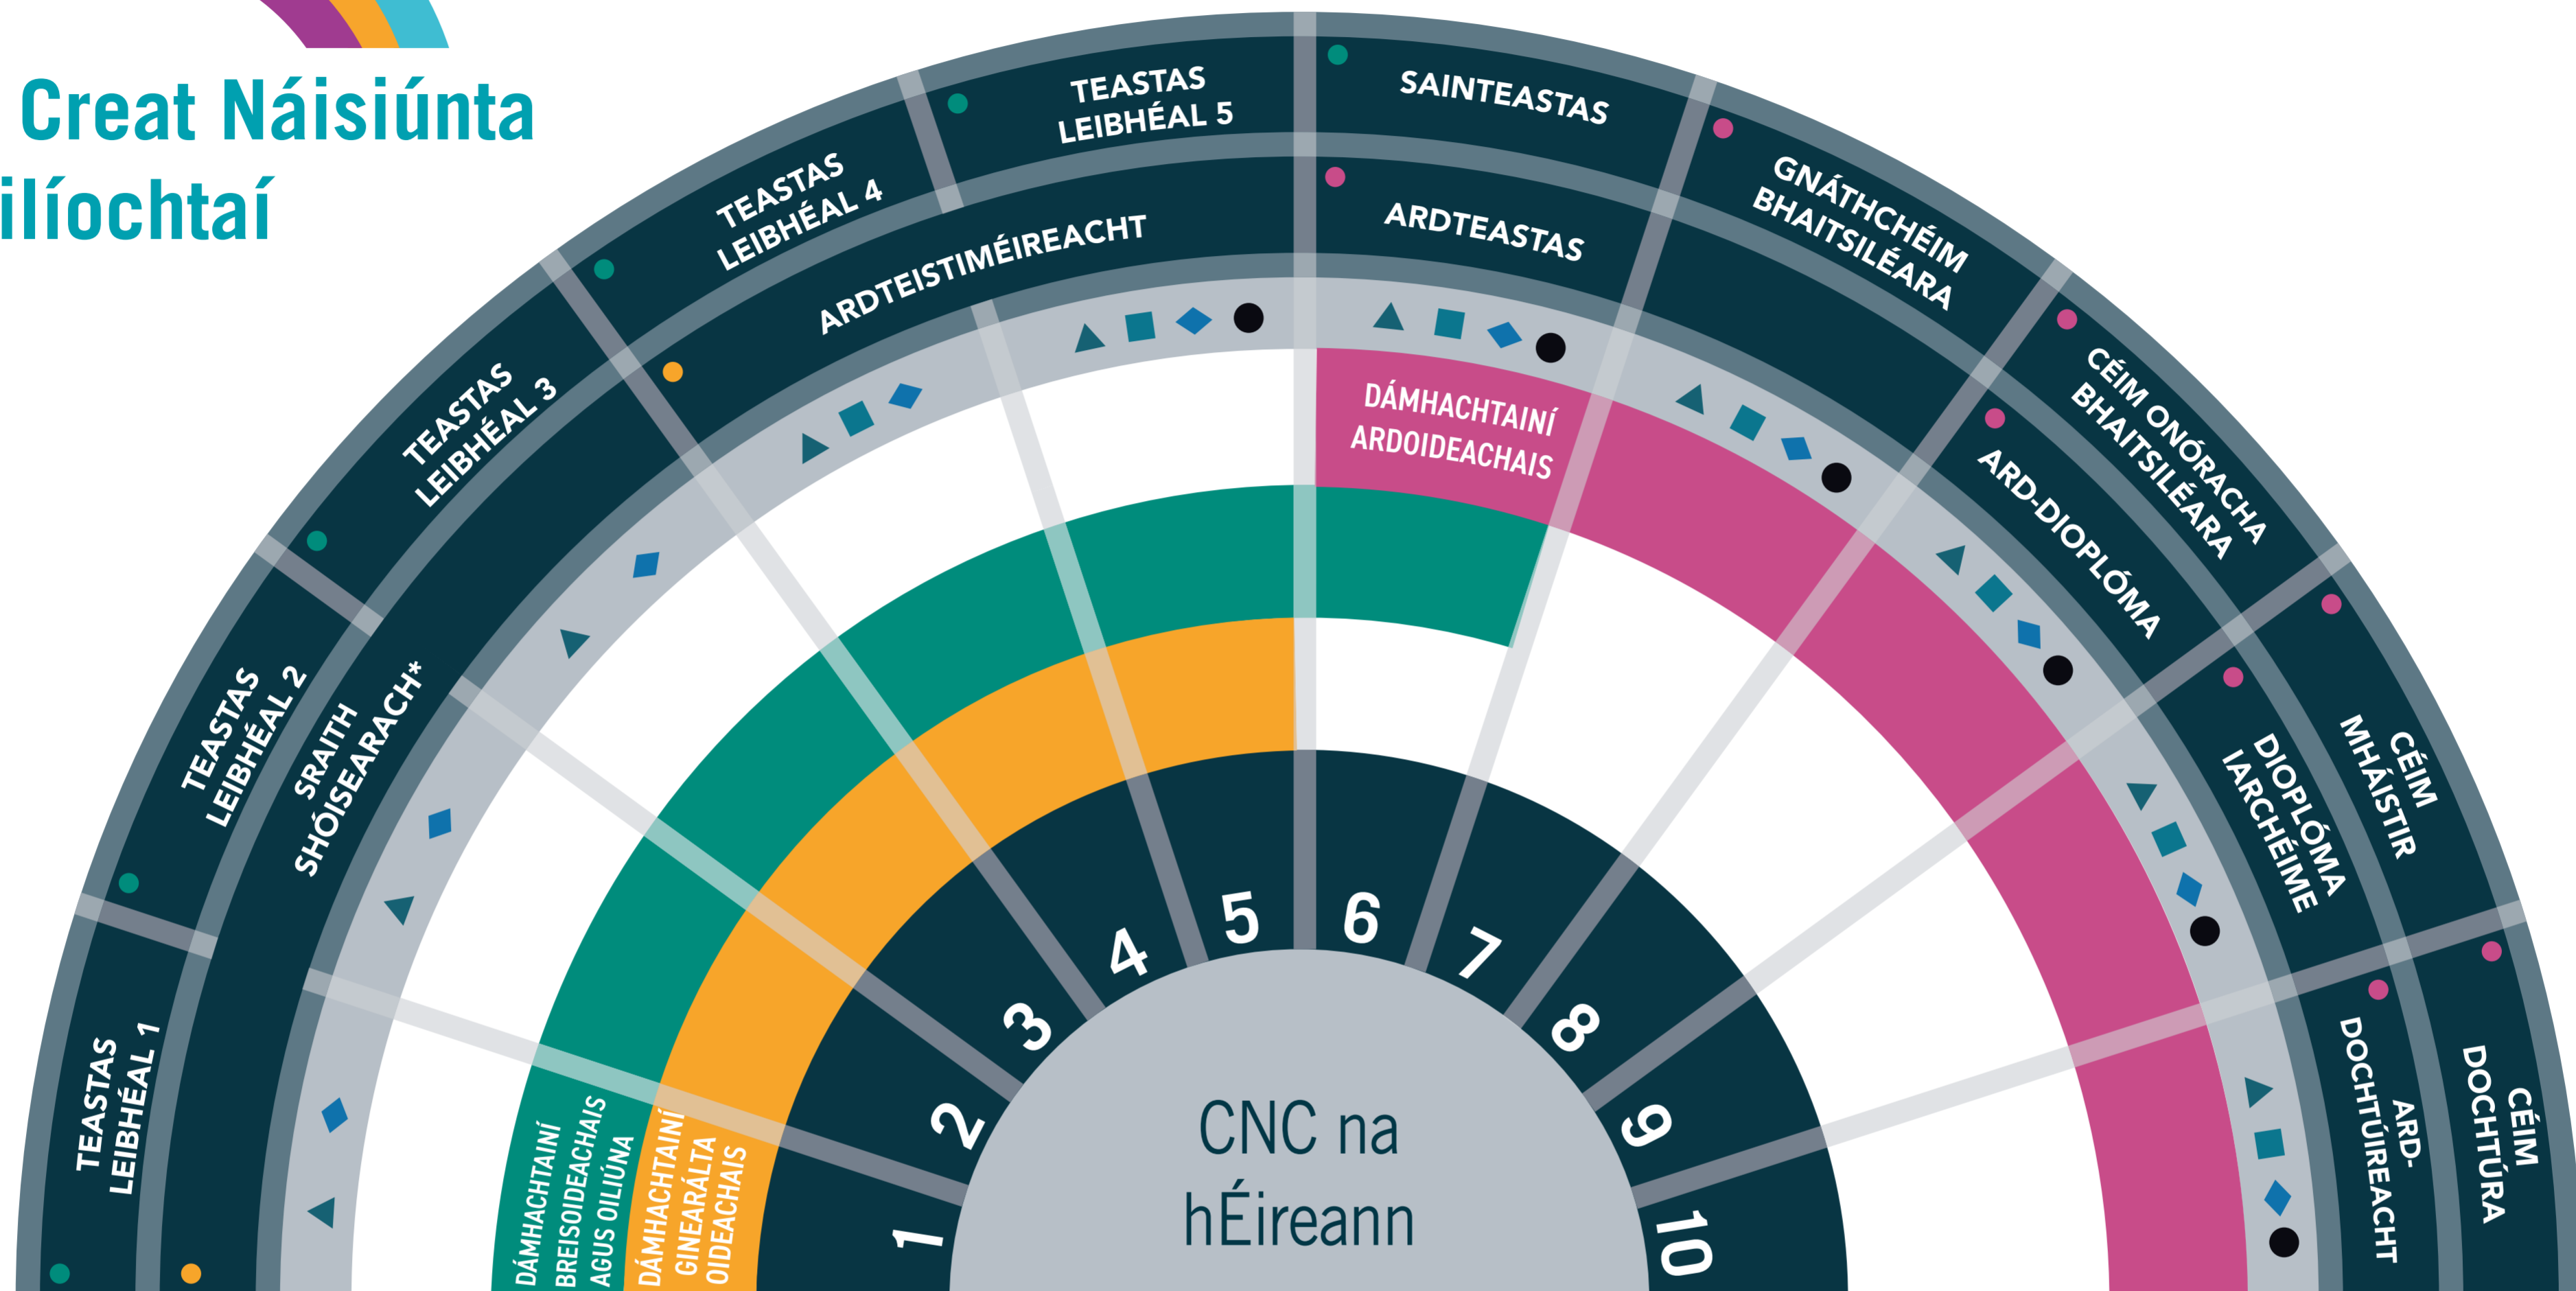 Creat Náisiúnta
ilíochtaí
TEASTAS
LEIBHÉAL 1
TEASTAS
LEIBHÉAL 2
TEASTAS
LEIBHÉAL 3
TEASTAS
LEIBHÉAL 4
TEASTAS
LEIBHÉAL 5
SAINTEASTAS
GNÁTHCHÉIM
BHAITSILÉARA
CÉIM ONÓRACHA
BHAITSILÉARA
CÉIM
MHÁISTIR
CÉIM
DOCHTÚRA
SRAITH
SHÓISEARACH*
ARDTEISTIMÉIREACHT
ARDTEASTAS
ARD-DIOPLÓMA
DIOPLÓMA
IARCHÉIME
ARD-
DOCHTÚIREACHT
DÁMHACHTAINÍ
ARDOIDEACHAIS
DÁMHACHTAINÍ
BREISOIDEACHAIS
AGUS OILIÚNA
DÁMHACHTAINÍ
GINEARÁLTA
OIDEACHAIS
1
2
3
4
5
6
7
8
9
10
CNC na
hÉireann